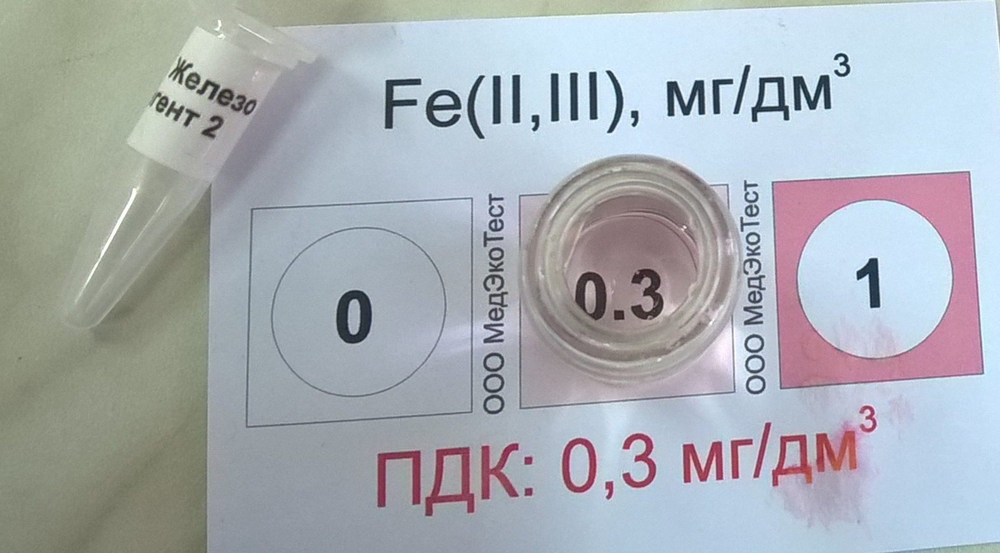 Железо
гент 2
Fe(II,III), мг/дм³
0
ООО МедЭкоТест
0.3
ООО МедЭкоТест
1
ПДК: 0,3 мг/дм³